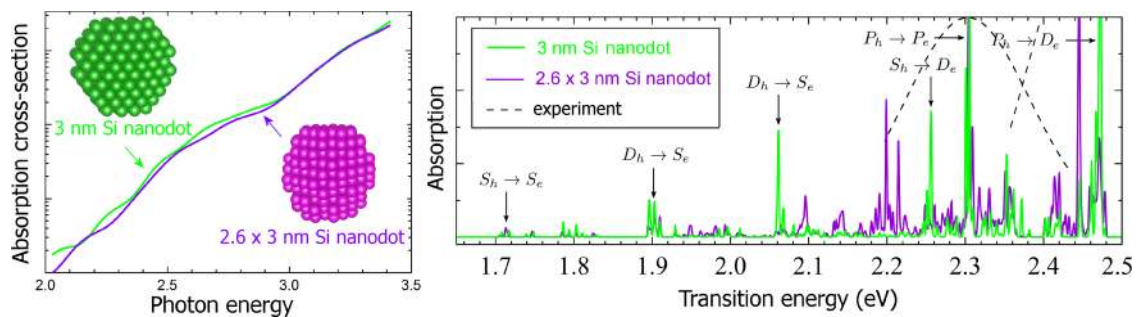 Absorption cross-section
3 nm Si nanodot
2.6 x 3 nm Si nanodot
2.0 2.5 3.0 3.5
Photon energy
Absorption
3 nm Si nanodot
2.6 x 3 nm Si nanodot
experiment
S_h → S_e
D_h → S_e
D_h → S_e
P_h → P_e
S_h → D_e
P_h → D_e
1.7 1.8 1.9 2.0 2.1 2.2 2.3 2.4 2.5
Transition energy (eV)